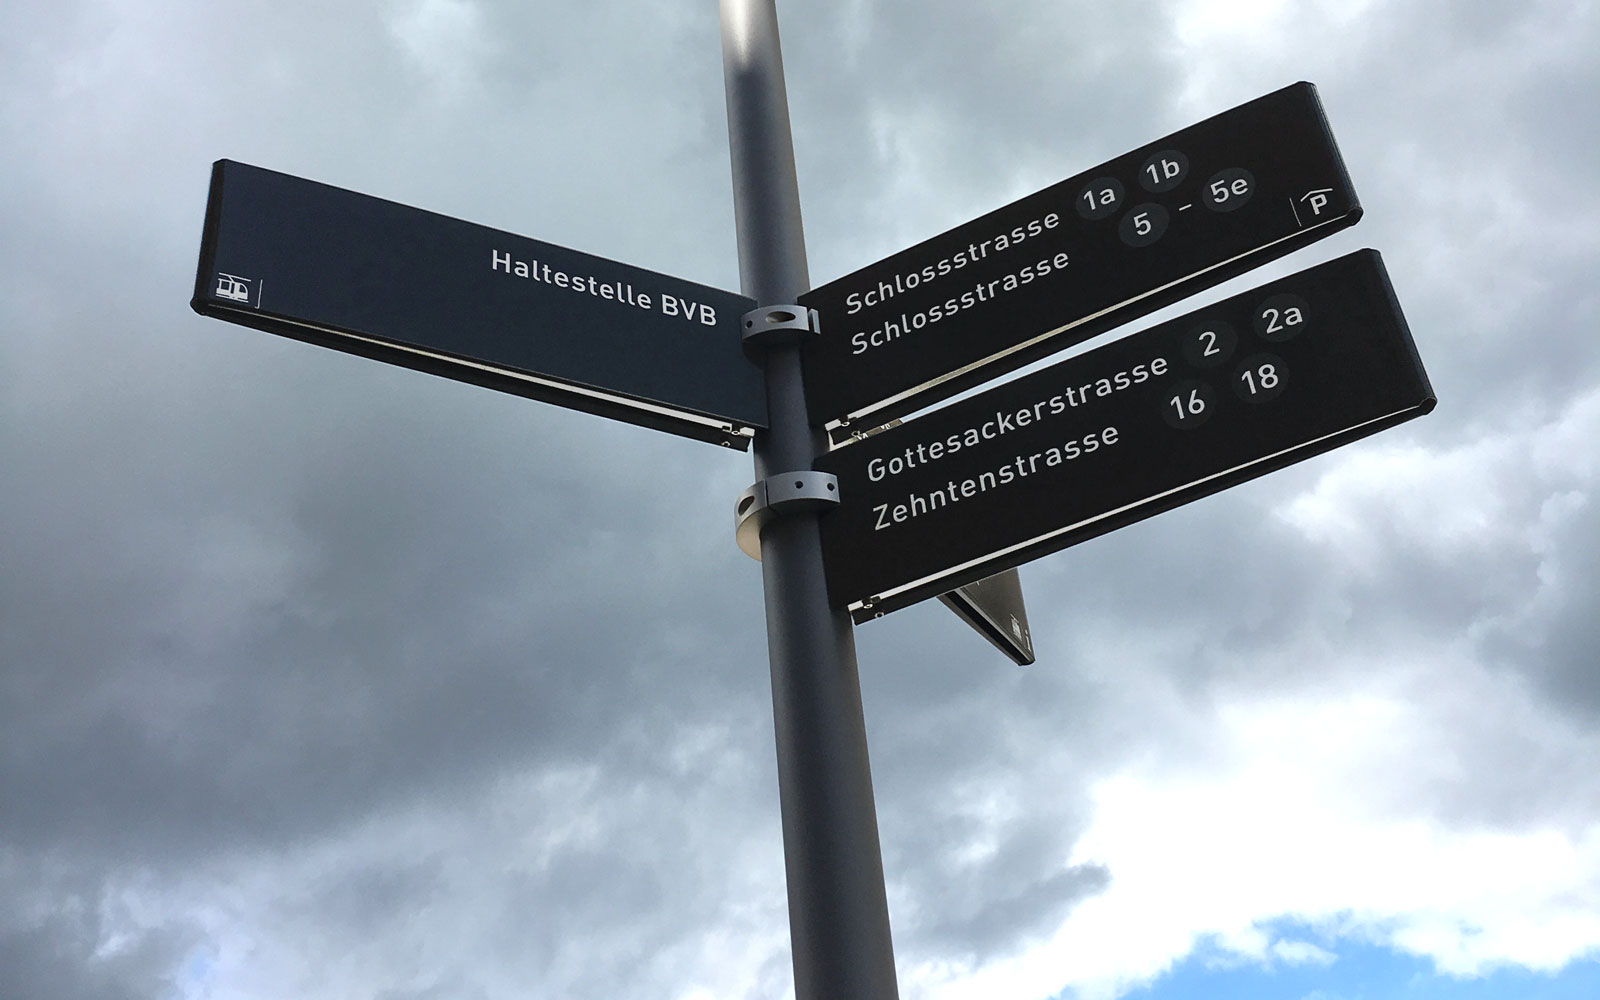 Haltestelle BVB
Schlossstrasse 1a 1b
Schlossstrasse 5 - 5e
P
Gottesackerstrasse 2 2a
Zehntenstrasse 16 18